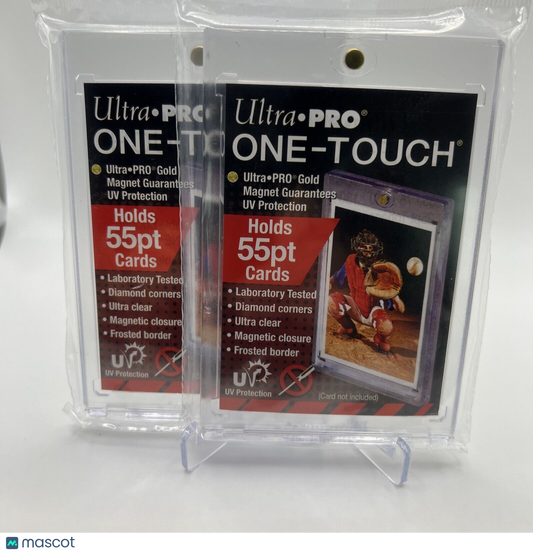 Ultra•PRO
ONE-T
Ultra•PRO® Gold
Magnet Guarantees
UV Protection
Holds
55pt
Cards
• Laboratory Tested
• Diamond corners
• Ultra clear
• Magnetic closure
• Frosted border
UV
UV Protection
Ultra•PRO®
ONE-TOUCH®
Ultra•PRO® Gold
Magnet Guarantees
UV Protection
Holds
55pt
Cards
• Laboratory Tested
• Diamond corners
• Ultra clear
• Magnetic closure
• Frosted border
UV
UV Protection
(Card not included)
mascot